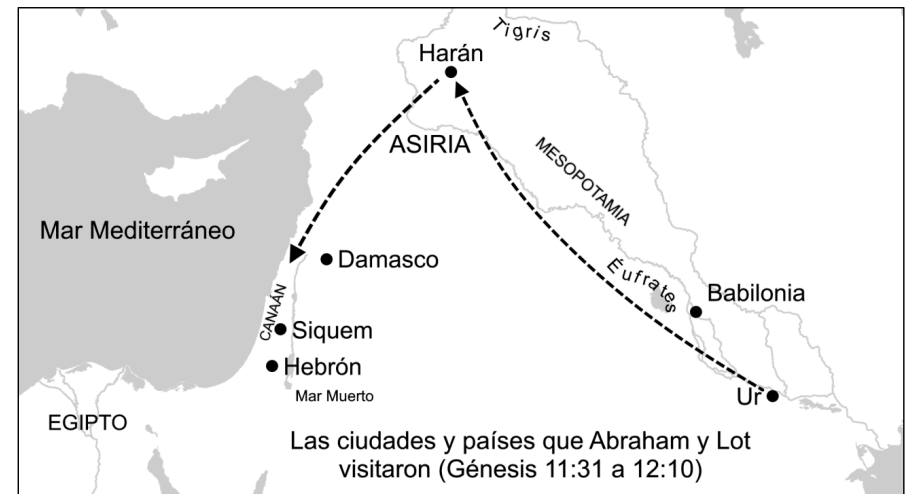 Tigris
Harán
ASIRIA
MESOPOTAMIA
Mar Mediterráneo
Damasco
Éufrates
Babilonia
CANAÁN
Siquem
Hebrón
Mar Muerto
Ur
EGIPTO
Las ciudades y países que Abraham y Lot
visitaron (Génesis 11:31 a 12:10)